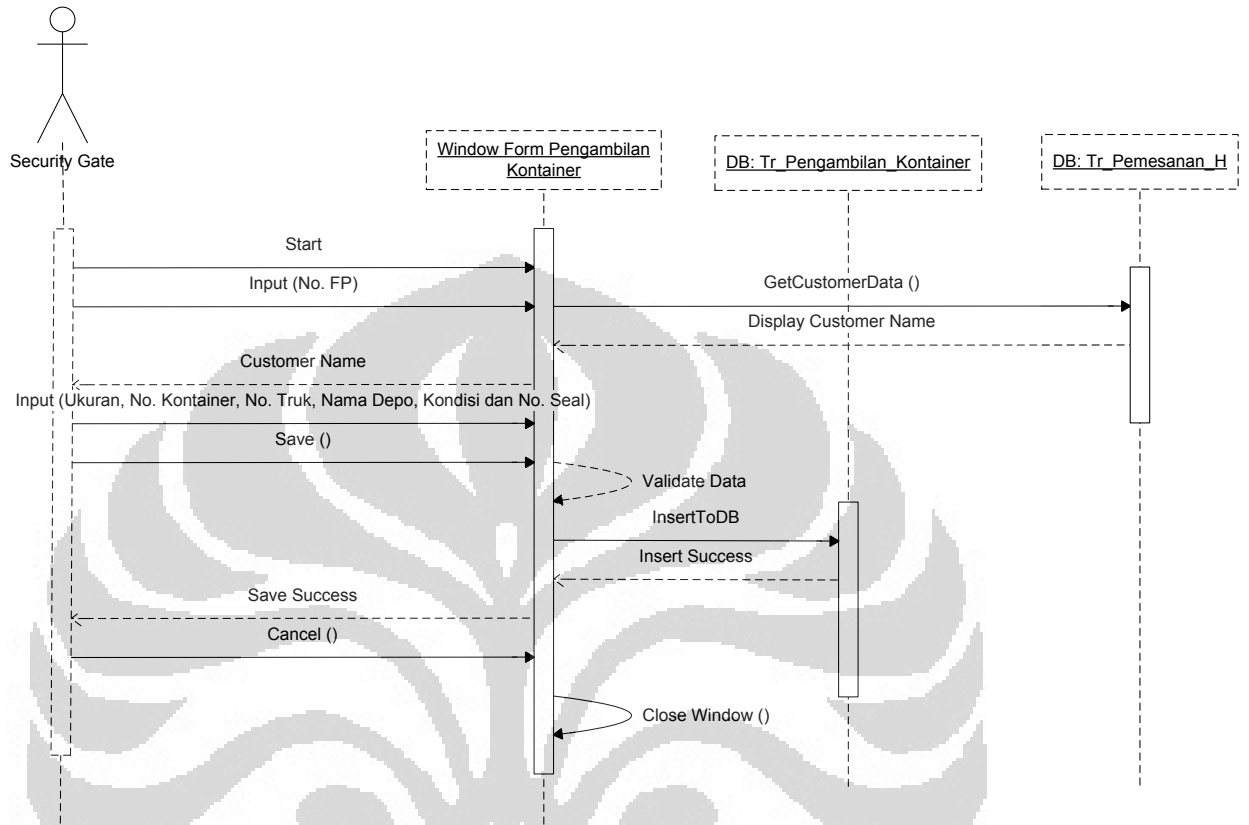 Security Gate
Window Form Pengambilan
Kontainer
DB: Tr_Pengambilan_Kontainer
DB: Tr_Pemesanan_H
Start
Input (No. FP)
GetCustomerData ()
Display Customer Name
Customer Name
Input (Ukuran, No. Kontainer, No. Truk, Nama Depo, Kondisi dan No. Seal)
Save ()
Validate Data
InsertToDB
Insert Success
Save Success
Cancel ()
Close Window ()